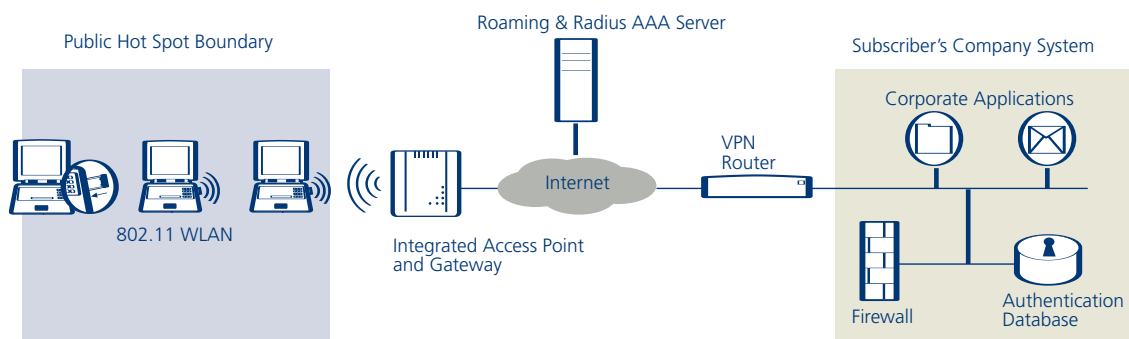 Roaming & Radius AAA Server
Public Hot Spot Boundary
Subscriber's Company System
Corporate Applications
VPN
Router
Internet
802.11 WLAN
Integrated Access Point
and Gateway
Firewall
Authentication
Database